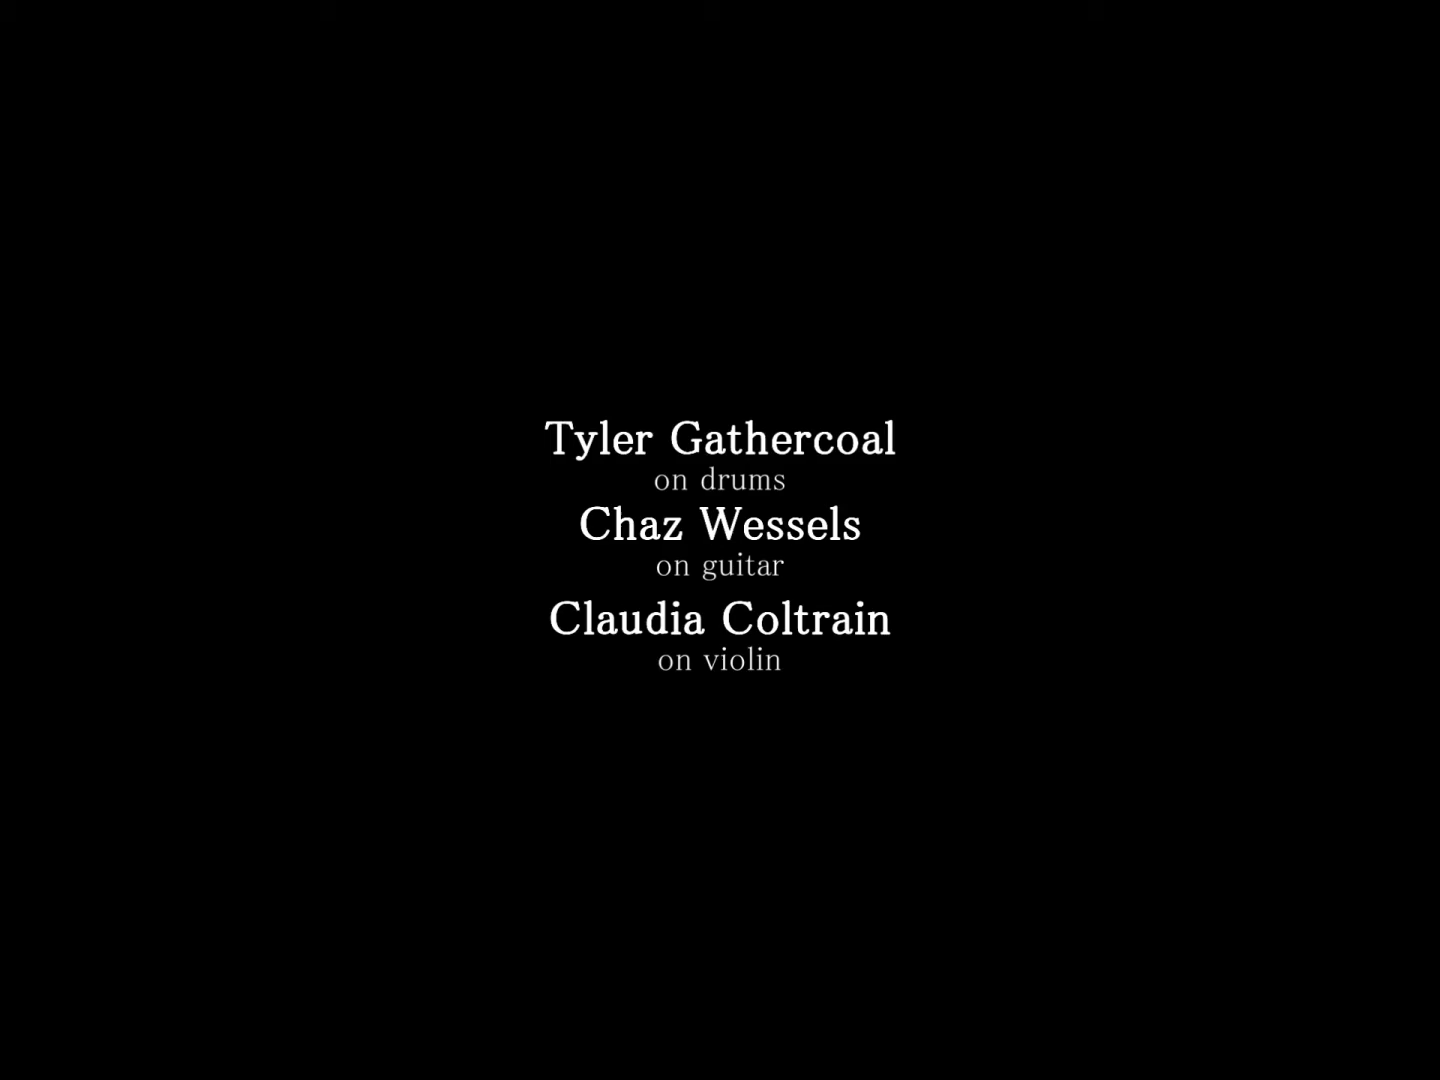 Tyler Gathercoal
on drums
Chaz Wessels
on guitar
Claudia Coltrain
on violin